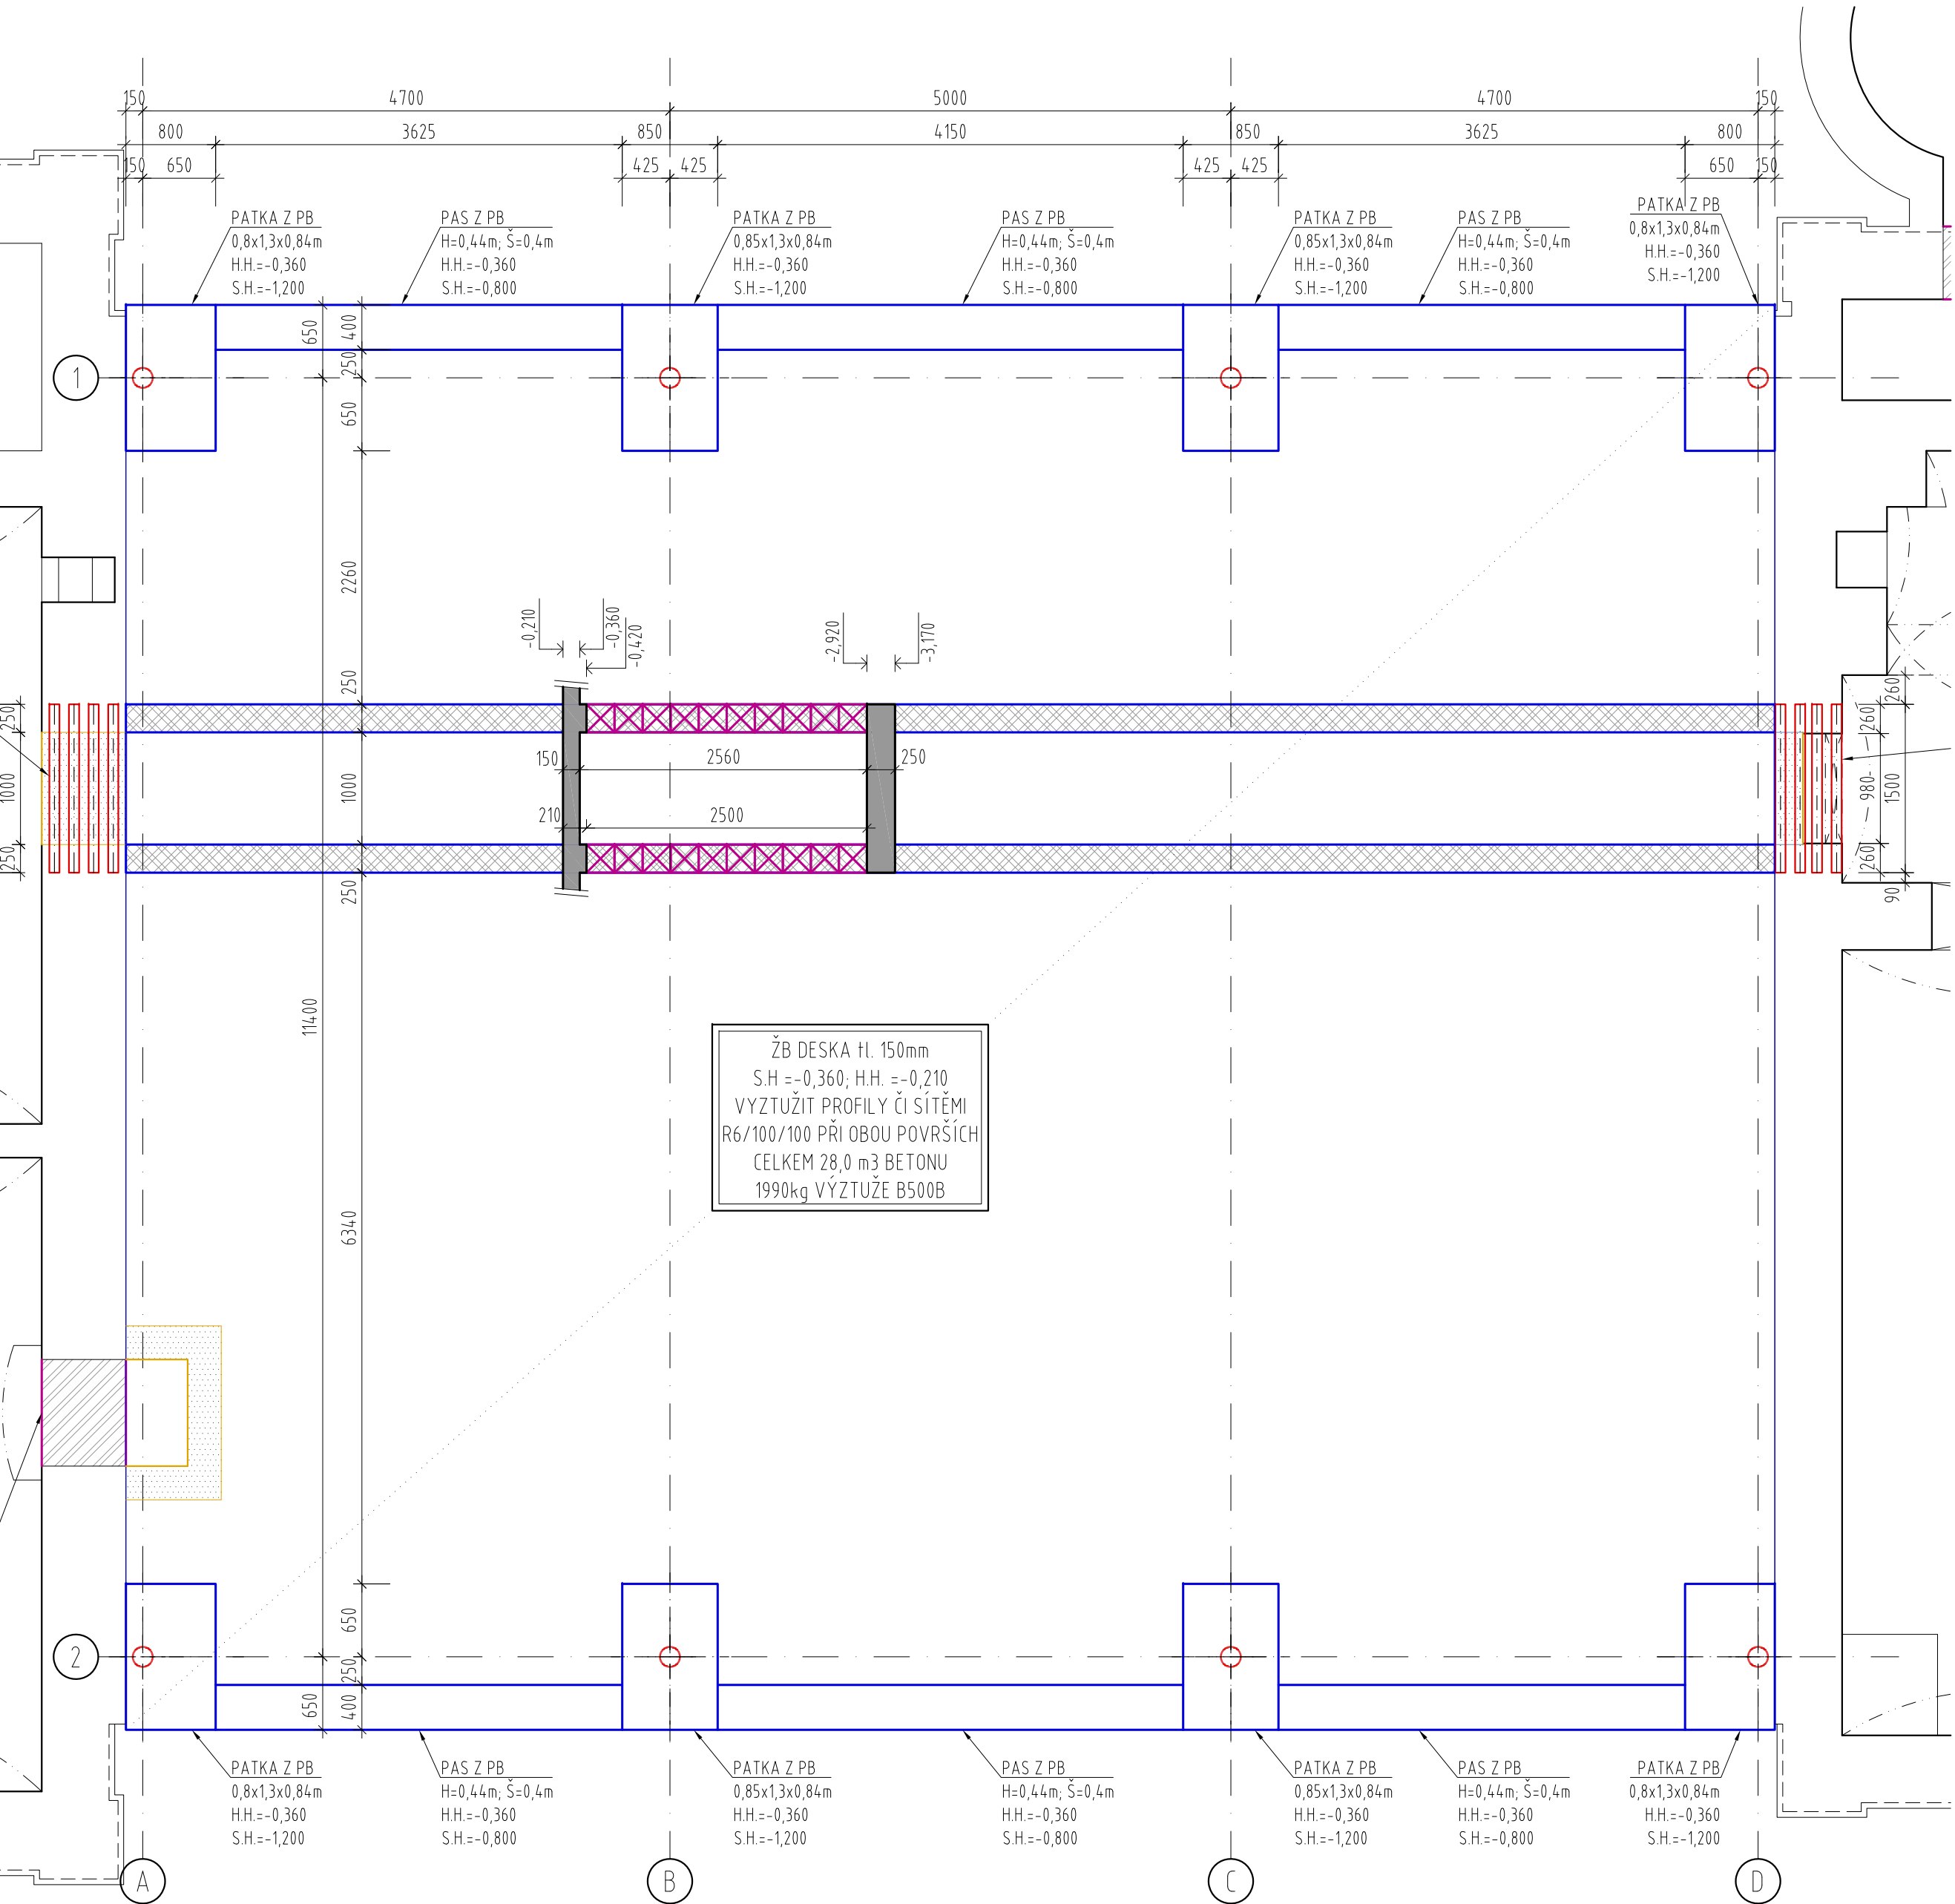 150 4700 5000 4700 150
800 3625 850 4150 850 3625 800
150 650 425 425 425 425 650 150
PATKA Z PB
0,8x1,3x0,84m
H.H.=-0,360
S.H.=-1,200
PAS Z PB
H=0,44m; Š=0,4m
H.H.=-0,360
S.H.=-0,800
PATKA Z PB
0,85x1,3x0,84m
H.H.=-0,360
S.H.=-1,200
PAS Z PB
H=0,44m; Š=0,4m
H.H.=-0,360
S.H.=-0,800
PATKA Z PB
0,85x1,3x0,84m
H.H.=-0,360
S.H.=-1,200
PAS Z PB
H=0,44m; Š=0,4m
H.H.=-0,360
S.H.=-0,800
PATKA Z PB
0,8x1,3x0,84m
H.H.=-0,360
S.H.=-1,200
650
400
250
1
650
2260
-0,210
-0,360
-0,420
-2,920
-3,170
250
250
1000
250
1000
250
150 2560 250
210 2500
260
260
980-
1500
260
90
11400
ŽB DESKA tl. 150mm
S.H =-0,360; H.H. =-0,210
VYZTUŽIT PROFILY ČI SÍTĚMI
R6/100/100 PŘI OBOU POVRŠÍCH
CELKEM 28,0 m3 BETONU
1990kg VÝZTUŽE B500B
6340
650
2
250
650
400
PATKA Z PB
0,8x1,3x0,84m
H.H.=-0,360
S.H.=-1,200
PAS Z PB
H=0,44m; Š=0,4m
H.H.=-0,360
S.H.=-0,800
PATKA Z PB
0,85x1,3x0,84m
H.H.=-0,360
S.H.=-1,200
PAS Z PB
H=0,44m; Š=0,4m
H.H.=-0,360
S.H.=-0,800
PATKA Z PB
0,85x1,3x0,84m
H.H.=-0,360
S.H.=-1,200
PAS Z PB
H=0,44m; Š=0,4m
H.H.=-0,360
S.H.=-0,800
PATKA Z PB
0,8x1,3x0,84m
H.H.=-0,360
S.H.=-1,200
A B C D